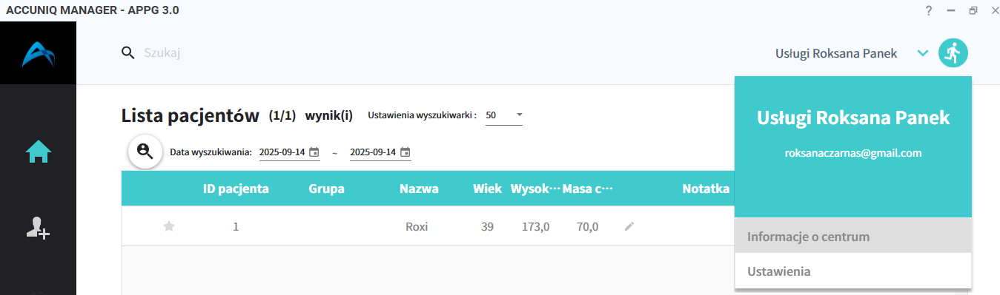 ACCUNIQ MANAGER - APPG 3.0
?
Szukaj
Usługi Roksana Panek
Lista pacjentów (1/1) wynik(i) Ustawienia wyszukiwarki : 50
Usługi Roksana Panek
Data wyszukiwania: 2025-09-14 ~ 2025-09-14
roksanaczarnas@gmail.com
ID pacjenta Grupa Nazwa Wiek Wysok··· Masa c··· Notatka
1 Roxi 39 173,0 70,0
Informacje o centrum
Ustawienia